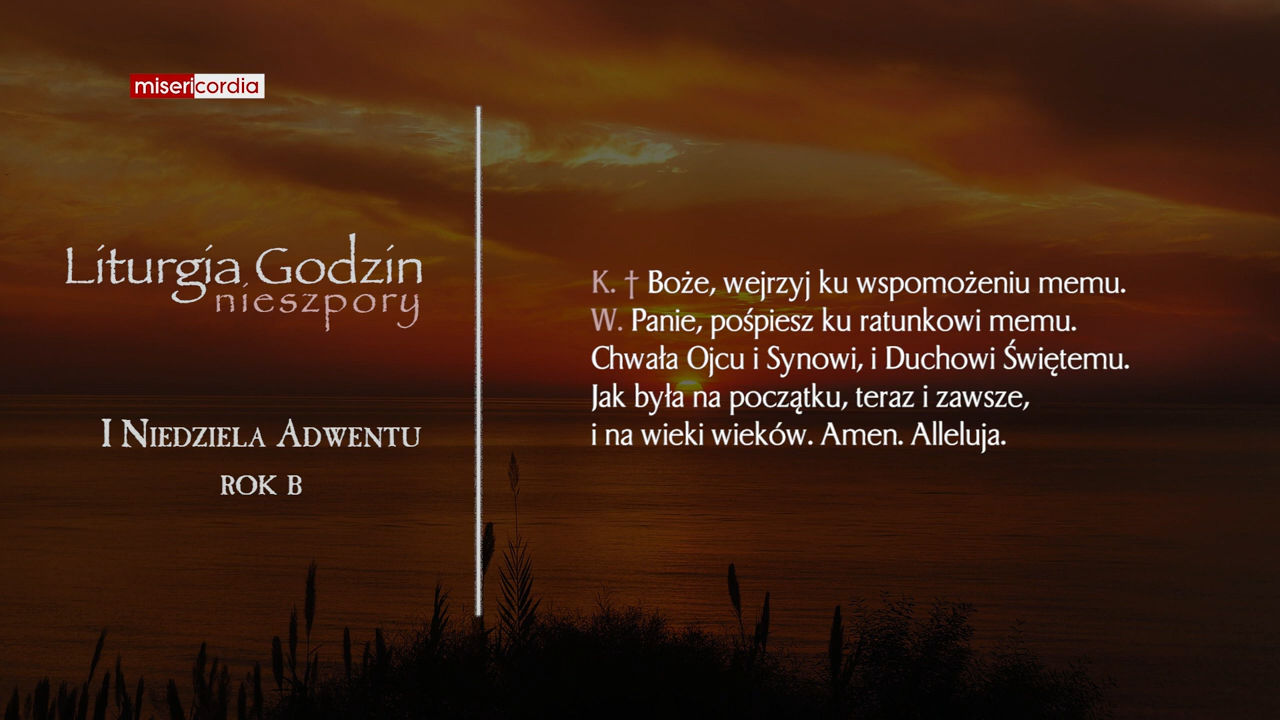 misericordia
Liturgia Godzin
nieszpory
I Niedziela Adwentu
ROK B
K. † Boże, wejrzyj ku wspomożeniu memu.
W. Panie, pośpiesz ku ratunkowi memu.
Chwała Ojcu i Synowi, i Duchowi Świętemu.
Jak była na początku, teraz i zawsze,
i na wieki wieków. Amen. Alleluja.